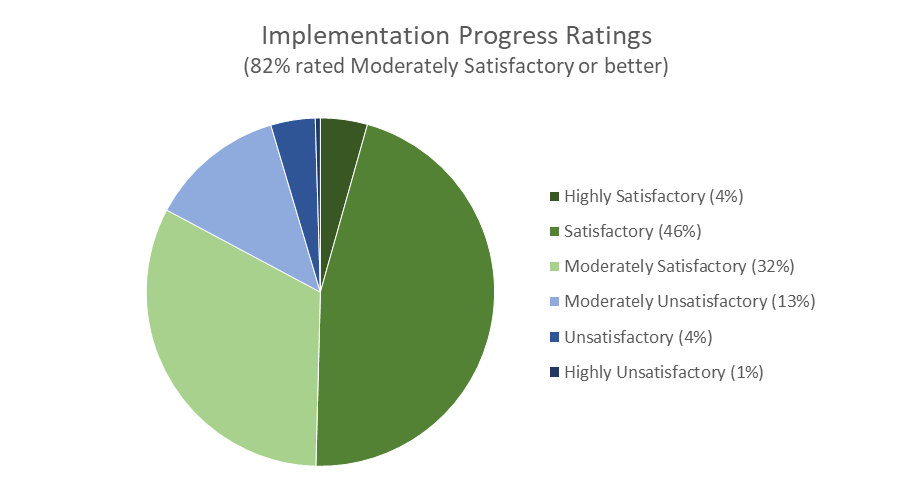 Implementation Progress Ratings
(82% rated Moderately Satisfactory or better)
Highly Satisfactory (4%)
Satisfactory (46%)
Moderately Satisfactory (32%)
Moderately Unsatisfactory (13%)
Unsatisfactory (4%)
Highly Unsatisfactory (1%)